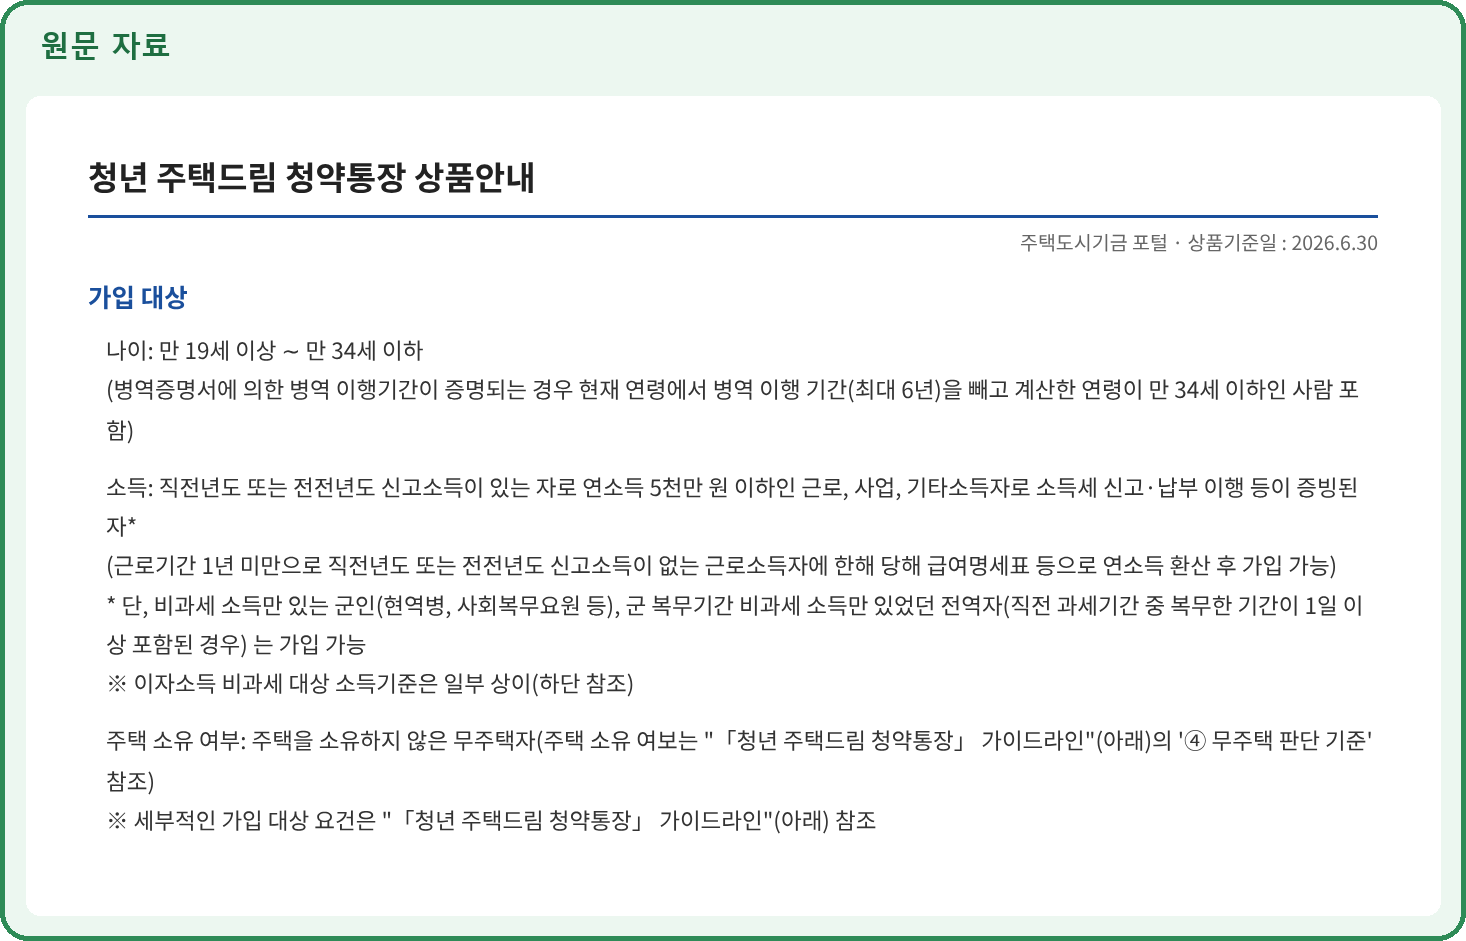 원문 자료
청년 주택드림 청약통장 상품안내
주택도시기금 포털 · 상품기준일 : 2026.6.30
가입 대상
나이: 만 19세 이상 ~ 만 34세 이하
(병역증명서에 의한 병역 이행기간이 증명되는 경우 현재 연령에서 병역 이행 기간(최대 6년)을 빼고 계산한 연령이 만 34세 이하인 사람 포
함)
소득: 직전년도 또는 전전년도 신고소득이 있는 자로 연소득 5천만 원 이하인 근로, 사업, 기타소득자로 소득세 신고·납부 이행 등이 증빙된
자*
(근로기간 1년 미만으로 직전년도 또는 전전년도 신고소득이 없는 근로소득자에 한해 당해 급여명세표 등으로 연소득 환산 후 가입 가능)
* 단, 비과세 소득만 있는 군인(현역병, 사회복무요원 등), 군 복무기간 비과세 소득만 있었던 전역자(직전 과세기간 중 복무한 기간이 1일 이
상 포함된 경우) 는 가입 가능
※ 이자소득 비과세 대상 소득기준은 일부 상이(하단 참조)
주택 소유 여부: 주택을 소유하지 않은 무주택자(주택 소유 여보는 "「청년 주택드림 청약통장」 가이드라인"(아래)의 '④ 무주택 판단 기준'
참조)
※ 세부적인 가입 대상 요건은 "「청년 주택드림 청약통장」 가이드라인"(아래) 참조